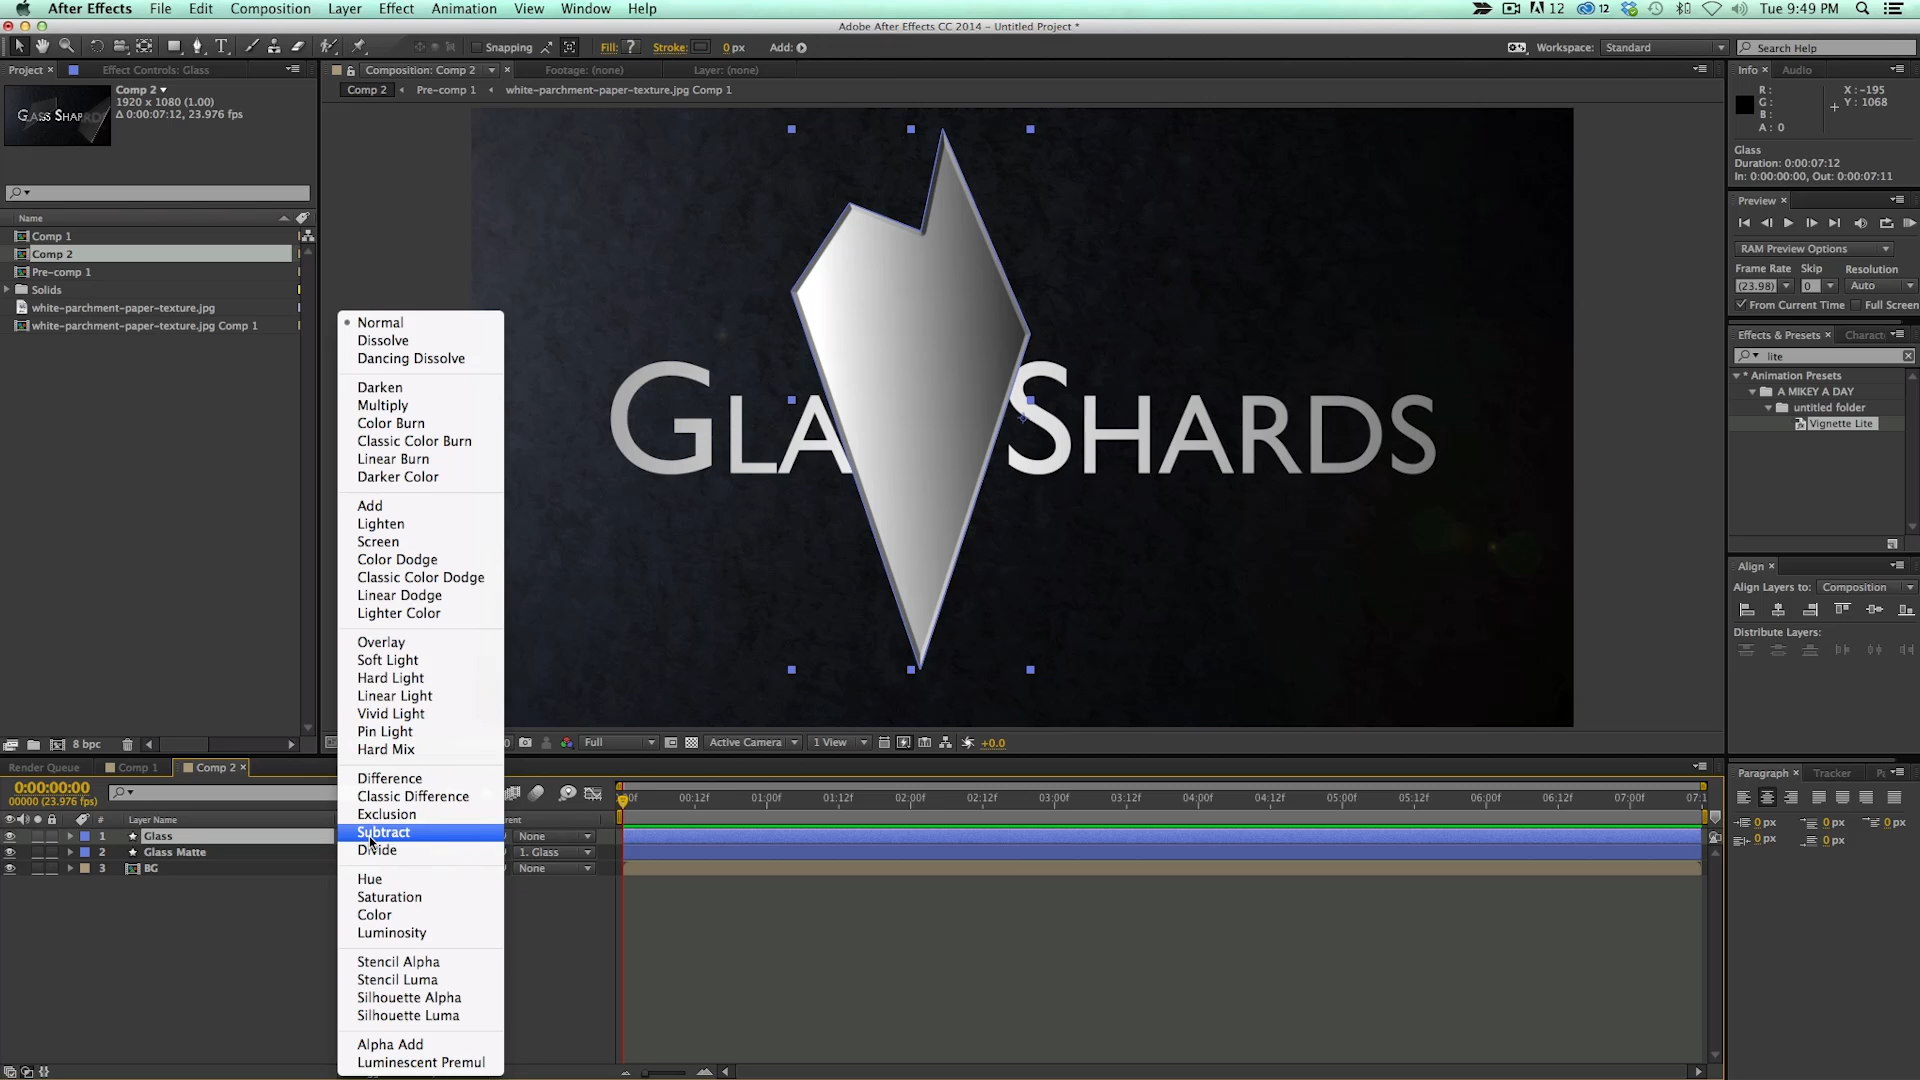 After Effects File Edit Composition Layer Effect Animation View Window Help
12 12 Tue 9:49 PM
Adobe After Effects CC 2014 – Untitled Project *
Snapping Fill: ? Stroke: 0 px Add:
Workspace: Standard Search Help
Project × Effect Controls: Glass
Composition: Comp 2 × Footage: (none) Layer: (none)
Info × Audio
Comp 2
1920 x 1080 (1.00)
Δ 0:00:07:12, 23.976 fps
Comp 2 Pre-comp 1 white-parchment-paper-texture.jpg Comp 1
R:
G:
B:
A: 0
X: -195
Y: 1068
Glass
Duration: 0:00:07:12
In: 0:00:00:00, Out: 0:00:07:11
Name
Comp 1
Comp 2
Pre-comp 1
Solids
white-parchment-paper-texture.jpg
white-parchment-paper-texture.jpg Comp 1
GLA SHARDS
Preview ×
RAM Preview Options
Frame Rate Skip Resolution
(23.98) 0 Auto
From Current Time Full Screen
Effects & Presets ×
lite
* Animation Presets
A MIKEY A DAY
untitled folder
Vignette Lite
Align ×
Align Layers to: Composition
Distribute Layers:
Normal
Dissolve
Dancing Dissolve
Darken
Multiply
Color Burn
Classic Color Burn
Linear Burn
Darker Color
Add
Lighten
Screen
Color Dodge
Classic Color Dodge
Linear Dodge
Lighter Color
Overlay
Soft Light
Hard Light
Linear Light
Vivid Light
Pin Light
Hard Mix
Difference
Classic Difference
Exclusion
Subtract
Divide
Hue
Saturation
Color
Luminosity
Stencil Alpha
Stencil Luma
Silhouette Alpha
Silhouette Luma
Alpha Add
Luminescent Premul
8 bpc
Full Active Camera 1 View +0.0
Render Queue Comp 1 Comp 2 ×
0:00:00:00
00000 (23.976 fps)
00:12f 01:00f 01:12f 02:00f 02:12f 03:00f 03:12f 04:00f 04:12f 05:00f 05:12f 06:00f 06:12f 07:00f
# Layer Name
1 Glass None
2 Glass Matte 1. Glass
3 BG None
Paragraph × Tracker
0 px 0 px 0 px
0 px 0 px